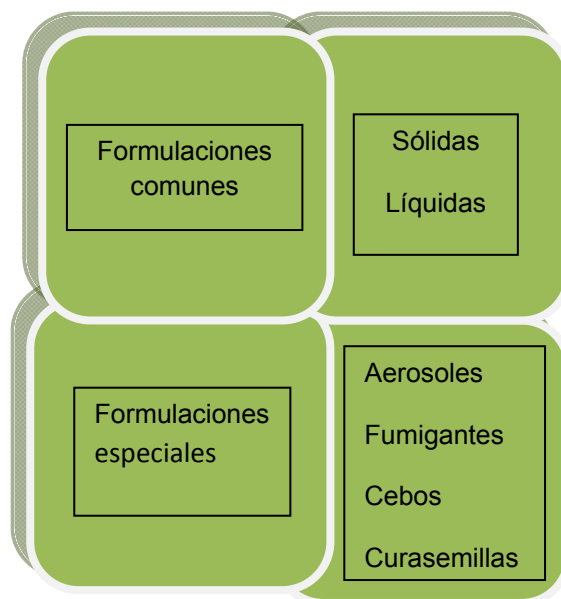 Formulaciones
comunes
Sólidas
Líquidas
Formulaciones
especiales
Aerosoles
Fumigantes
Cebos
Curasemillas